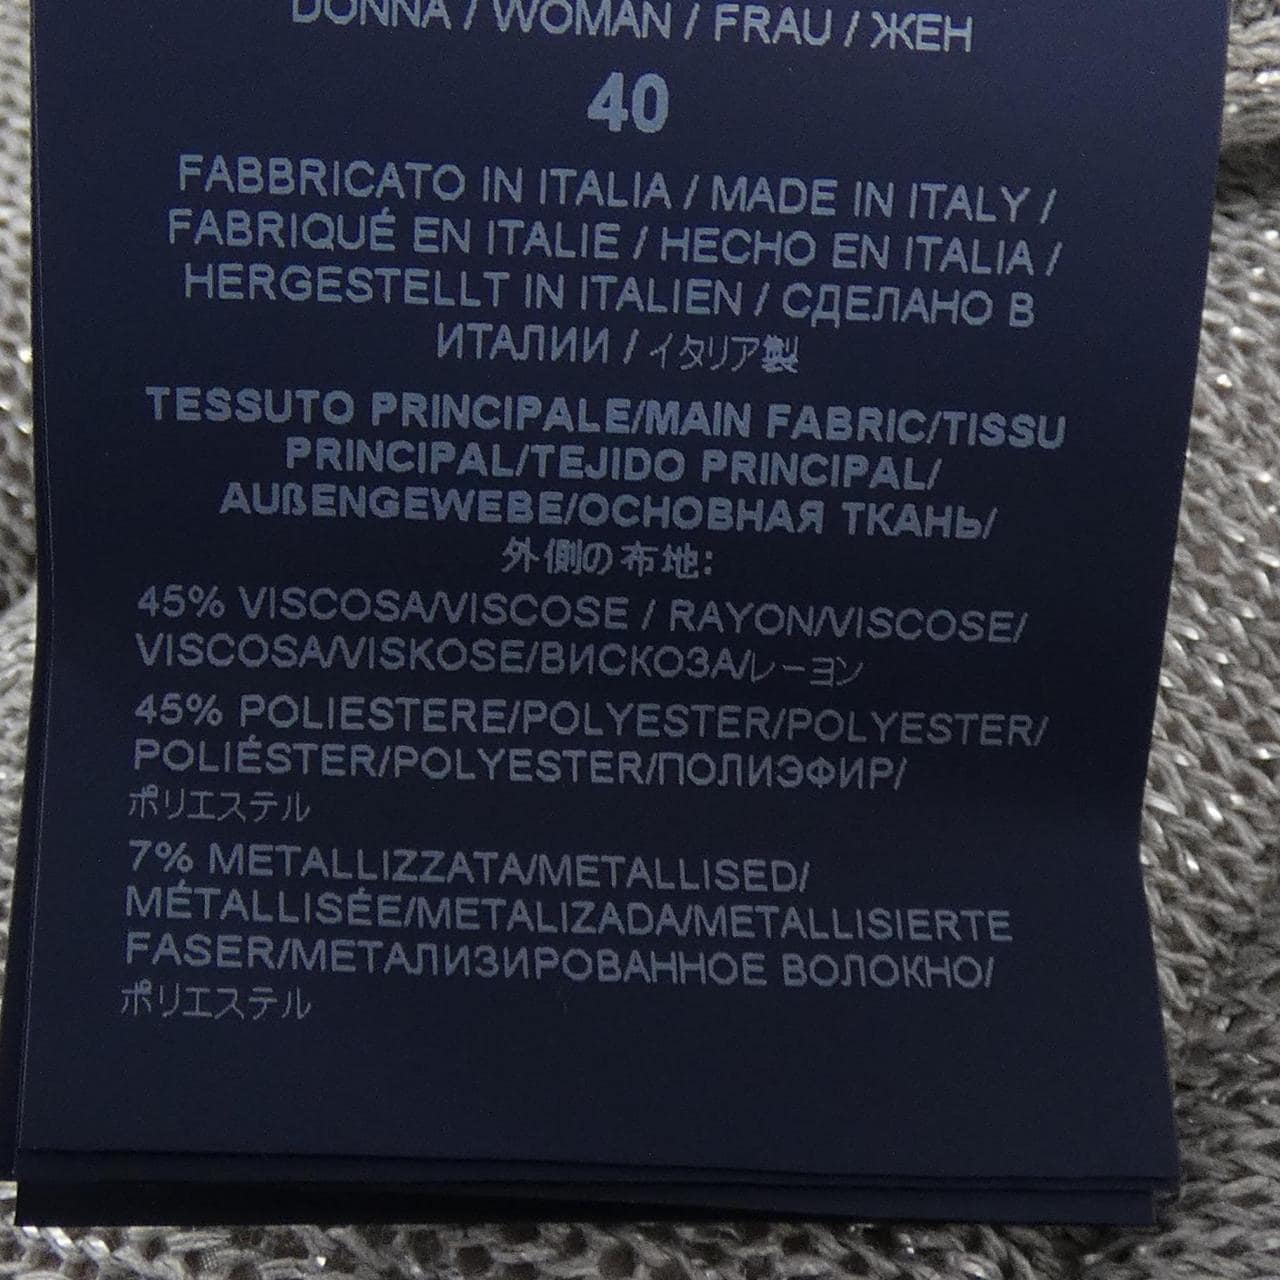 DONNA / WOMAN / FRAU / ЖЕН
40
FABBRICATO IN ITALIA / MADE IN ITALY /
FABRIQUÉ EN ITALIE / HECHO EN ITALIA /
HERGESTELLT IN ITALIEN / СДЕЛАНО В
ИТАЛИИ / イタリア製
TESSUTO PRINCIPALE/MAIN FABRIC/TISSU
PRINCIPAL/TEJIDO PRINCIPAL/
AUßENGEWEBE/ОСНОВНАЯ ТКАНЬ/
外側の布地:
45% VISCOSA/VISCOSE / RAYON/VISCOSE/
VISCOSA/VISKOSE/ВИСКОЗА/レーヨン
45% POLIESTERE/POLYESTER/POLYESTER/
POLIÉSTER/POLYESTER/ПОЛИЭФИР/
ポリエステル
7% METALLIZZATA/METALLISED/
MÉTALLISÉE/METALIZADA/METALLISIERTE
FASER/МЕТАЛИЗИРОВАННОЕ ВОЛОКНО/
ポリエステル